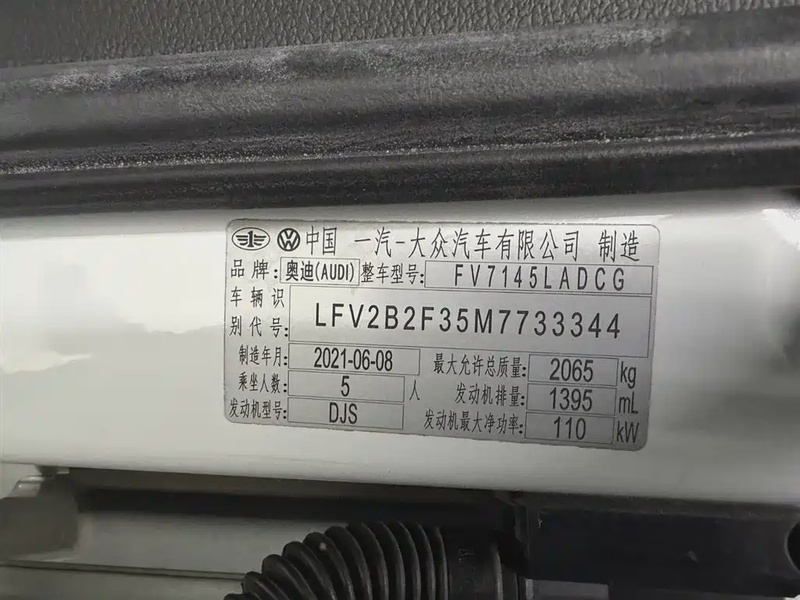 中国 一汽-大众汽车有限公司 制造
品牌: 奥迪(AUDI) 整车型号: FV7145LADCG
车辆识别代号: LFV2B2F35M7733344
制造年月: 2021-06-08 最大允许总质量: 2065 kg
乘坐人数: 5 人 发动机排量: 1395 mL
发动机型号: DJS 发动机最大净功率: 110 kW